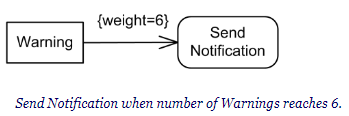 {weight=6}
Warning
Send
Notification
Send Notification when number of Warnings reaches 6.